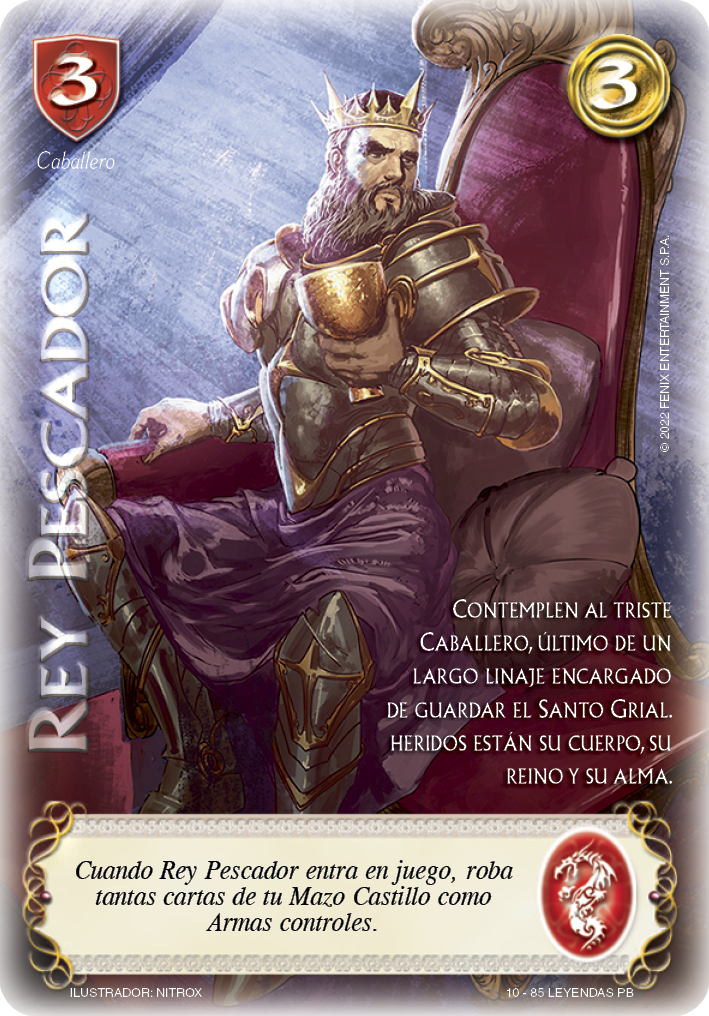 3
3
Caballero
REY PESCADOR
© 2022 FENIX ENTERTAINMENT S.P.A.
CONTEMPLEN AL TRISTE
CABALLERO, ÚLTIMO DE UN
LARGO LINAJE ENCARGADO
DE GUARDAR EL SANTO GRIAL.
HERIDOS ESTÁN SU CUERPO, SU
REINO Y SU ALMA.
Cuando Rey Pescador entra en juego, roba
tantas cartas de tu Mazo Castillo como
Armas controles.
ILUSTRADOR: NITROX
10 - 85 LEYENDAS PB